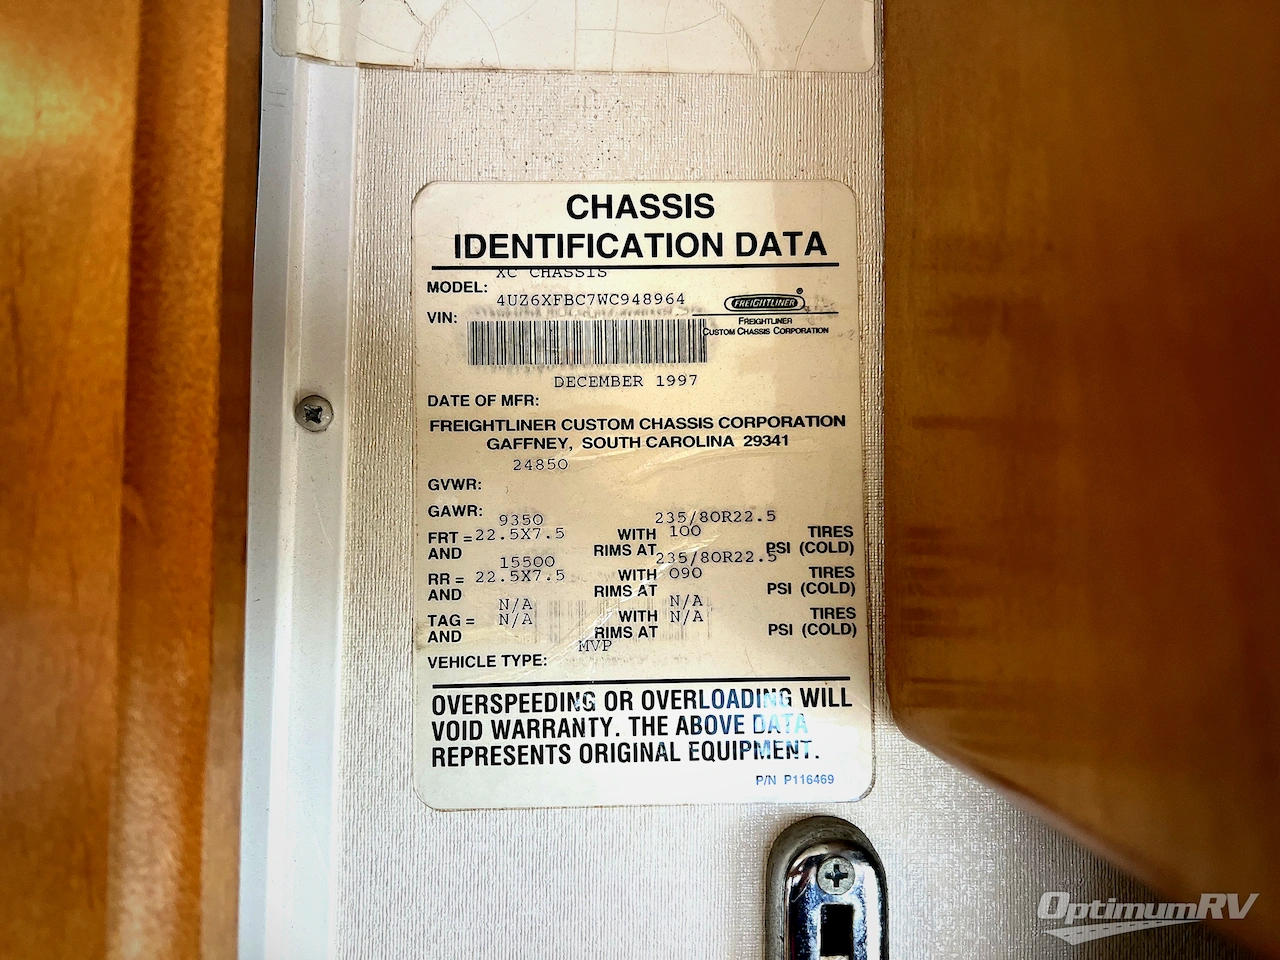 CHASSIS
IDENTIFICATION DATA
XC CHASSIS
MODEL:
4UZ6XFBC7WC948964
VIN:
FREIGHTLINER ®
FREIGHTLINER
CUSTOM CHASSIS CORPORATION
DECEMBER 1997
DATE OF MFR:
FREIGHTLINER CUSTOM CHASSIS CORPORATION
GAFFNEY, SOUTH CAROLINA 29341
24850
GVWR:
GAWR:
9350 235/80R22.5
FRT = 22.5X7.5 WITH 100 TIRES
AND RIMS AT PSI (COLD)
15500 235/80R22.5
RR = 22.5X7.5 WITH 090 TIRES
AND RIMS AT PSI (COLD)
N/A N/A
TAG = N/A WITH N/A TIRES
AND RIMS AT PSI (COLD)
MVP
VEHICLE TYPE:
OVERSPEEDING OR OVERLOADING WILL
VOID WARRANTY. THE ABOVE DATA
REPRESENTS ORIGINAL EQUIPMENT.
P/N P116469
OptimumRV